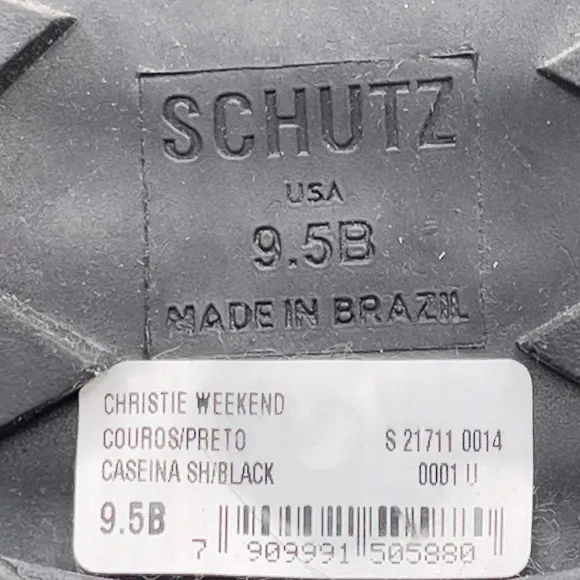 SCHUTZ
USA
9.5B
MADE IN BRAZIL
CHRISTIE WEEKEND
COUROS/PRETO S 21711 0014
CASEINA SH/BLACK 0001 U
9.5B
7 909991 505880